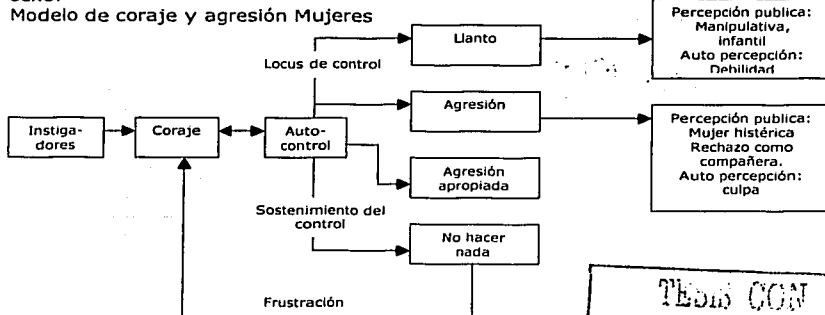 Modelo de coraje y agresión Mujeres
Locus de control
Llanto
Percepción publica:
Manipulativa,
infantil
Auto percepción:
Debilidad
Instiga-
dores
Coraje
Auto-
control
Agresión
Percepción publica:
Mujer histérica
Rechazo como
compañera.
Auto percepción:
culpa
Agresión
apropiada
Sostenimiento del
control
No hacer
nada
Frustración
TESIS CON